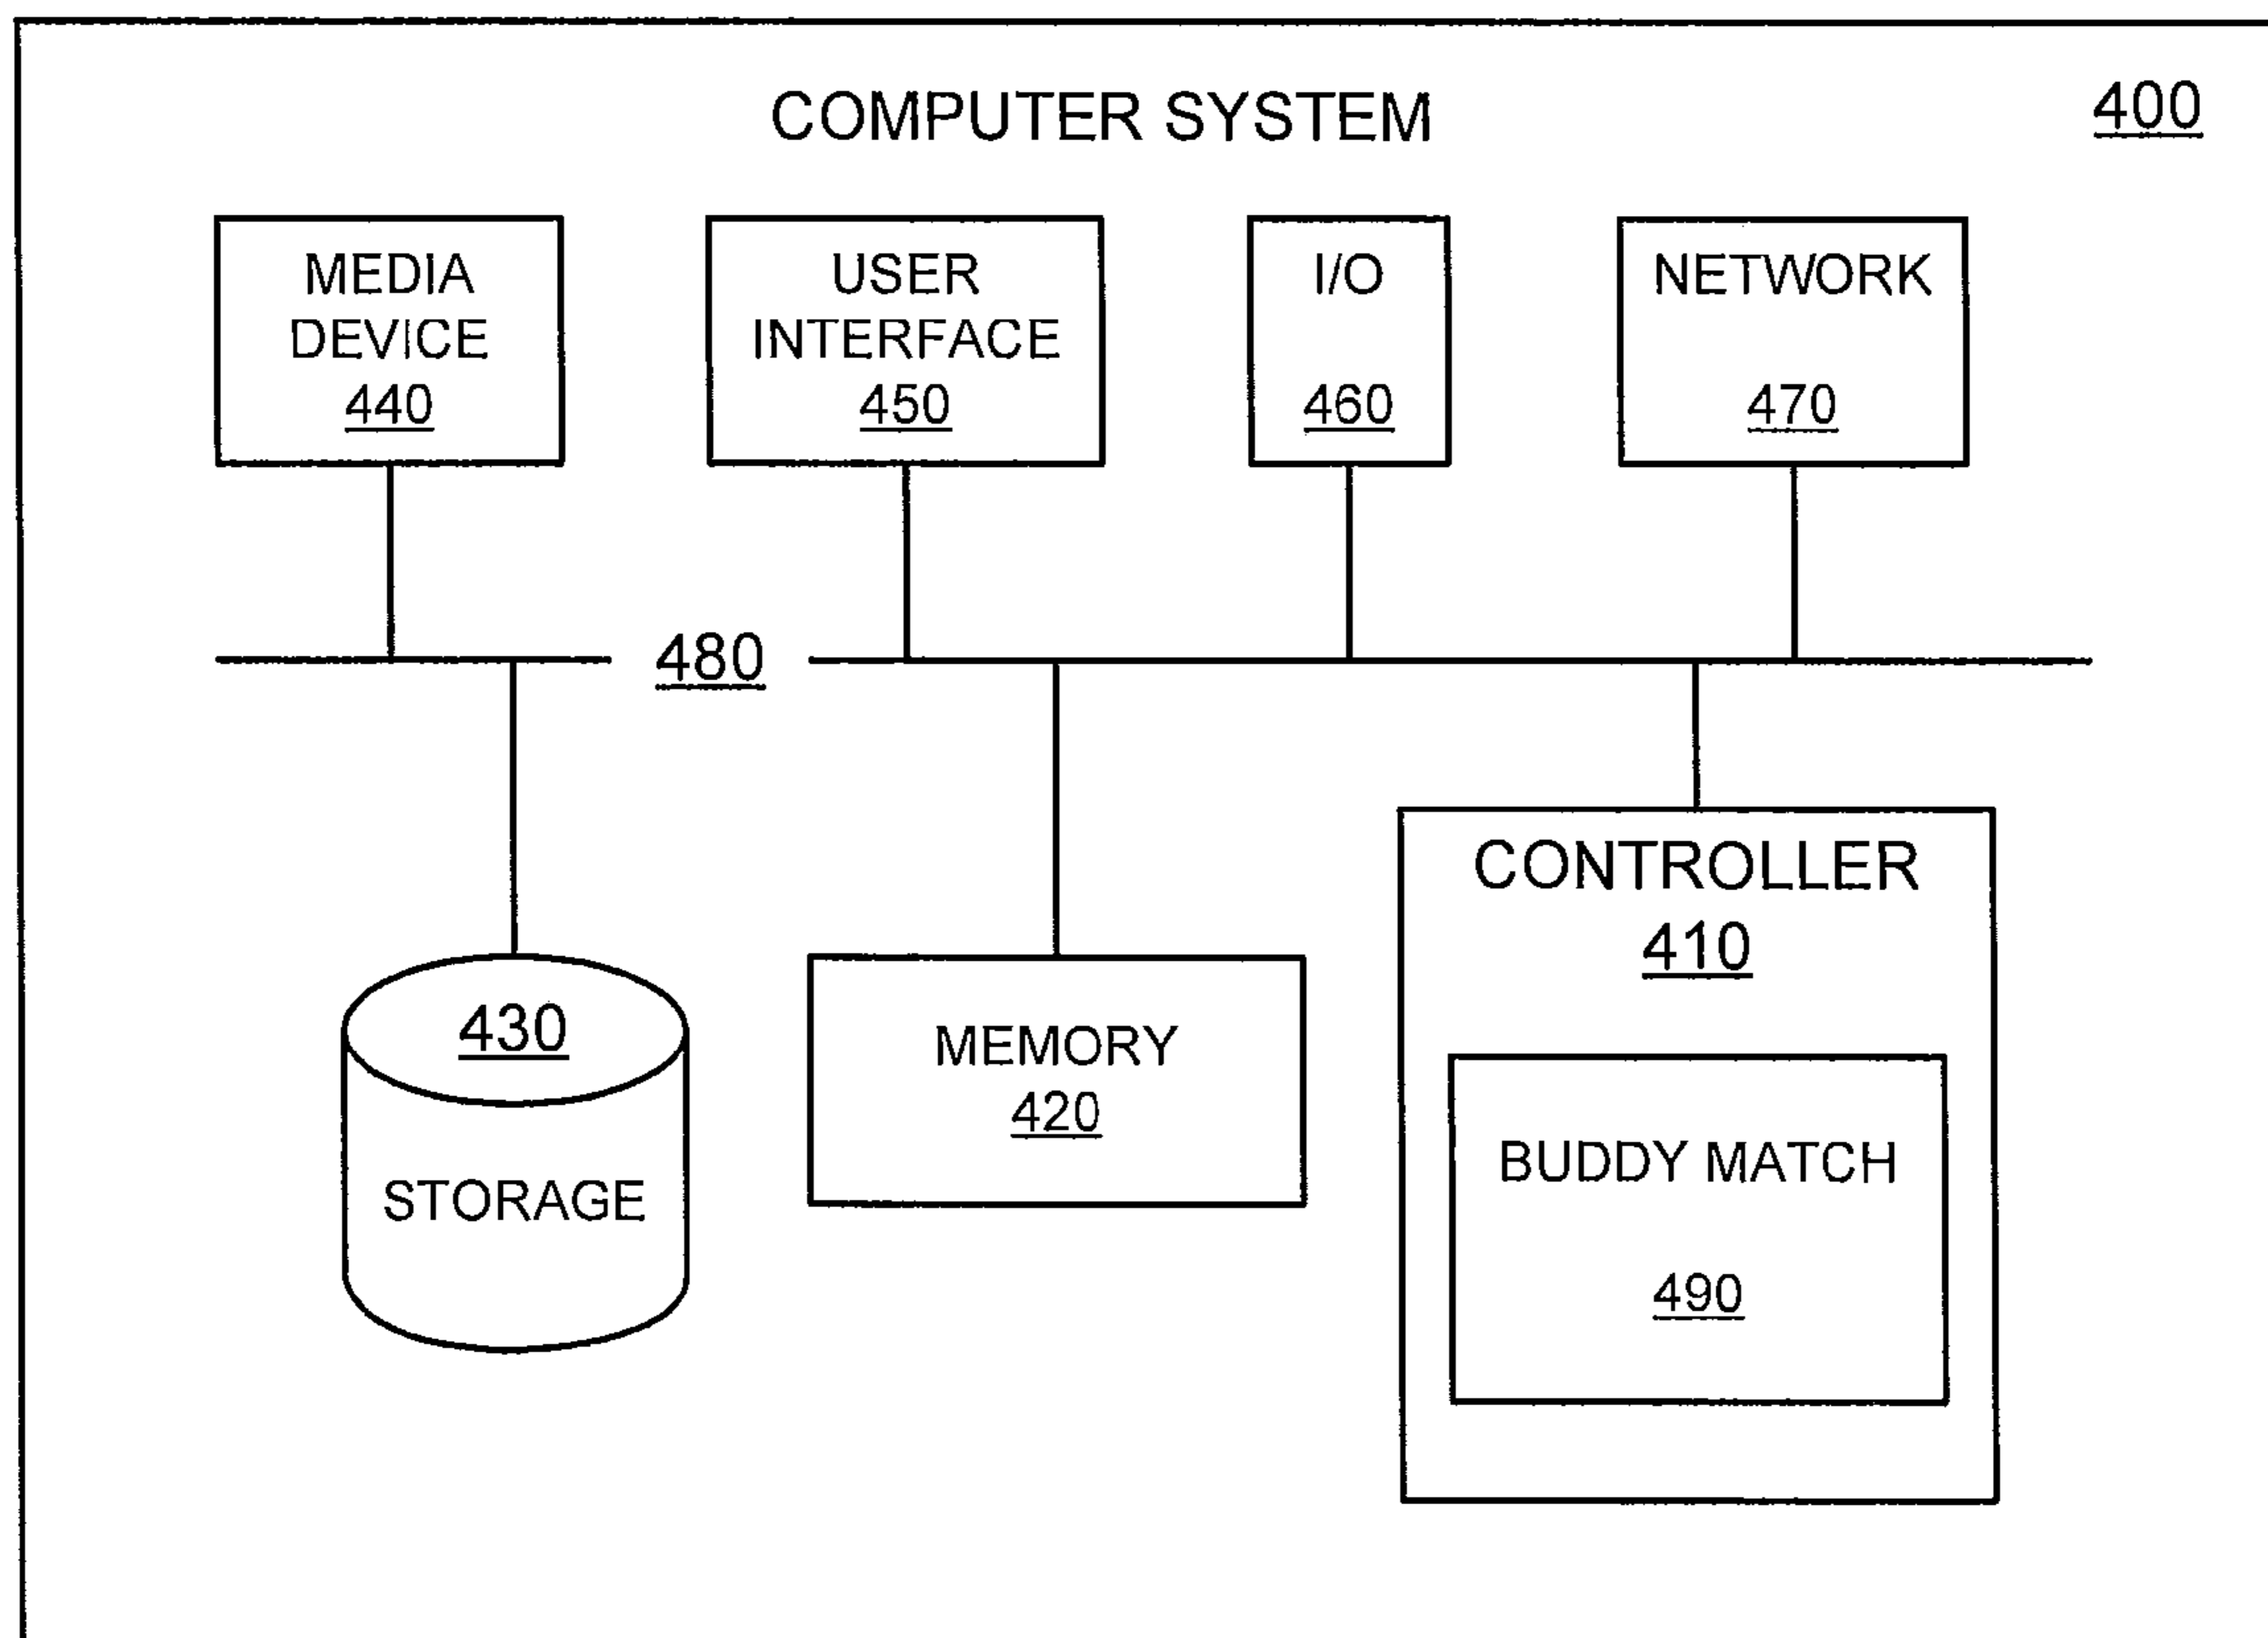 COMPUTER SYSTEM
400
MEDIA
DEVICE
440
USER
INTERFACE
450
I/O
460
NETWORK
470
480
430
STORAGE
MEMORY
420
CONTROLLER
410
BUDDY MATCH
490